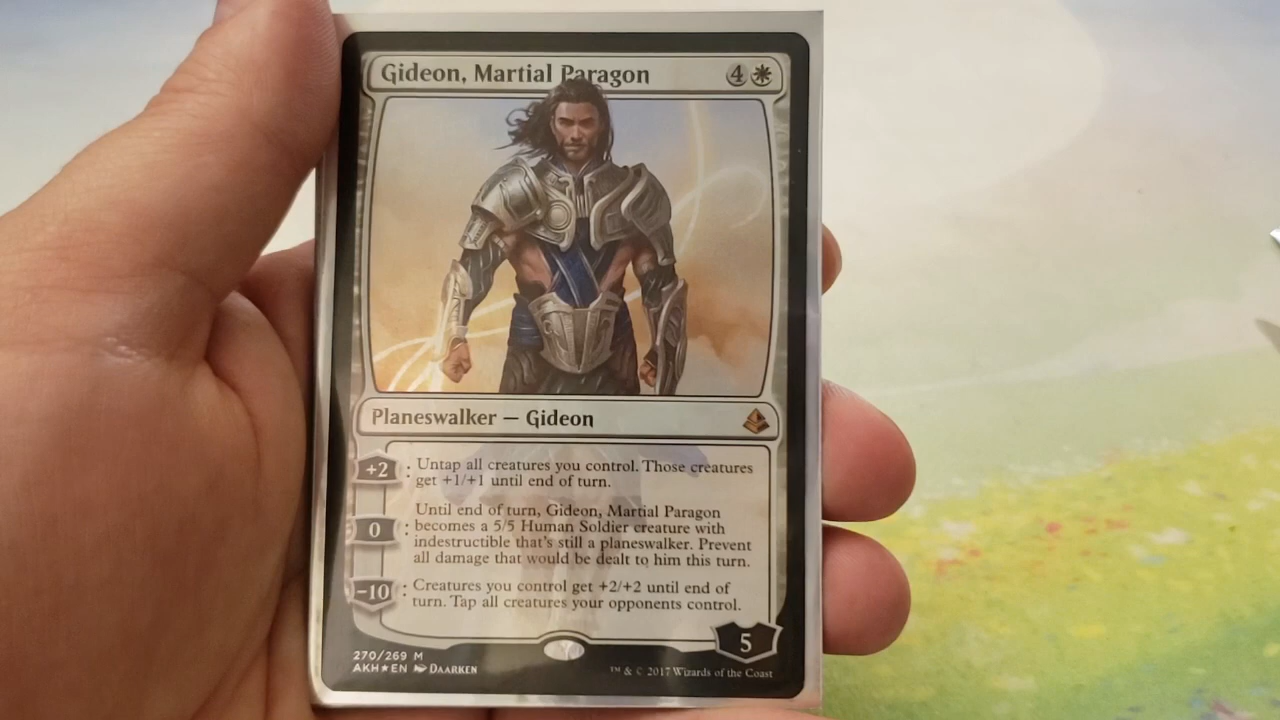 Gideon, Martial Paragon 4
Planeswalker — Gideon
+2 : Untap all creatures you control. Those creatures
get +1/+1 until end of turn.
Until end of turn, Gideon, Martial Paragon
0 : becomes a 5/5 Human Soldier creature with
indestructible that's still a planeswalker. Prevent
all damage that would be dealt to him this turn.
-10 : Creatures you control get +2/+2 until end of
turn. Tap all creatures your opponents control.
5
270/269 M
AKH★EN DAARKEN
™ & © 2017 Wizards of the Coast